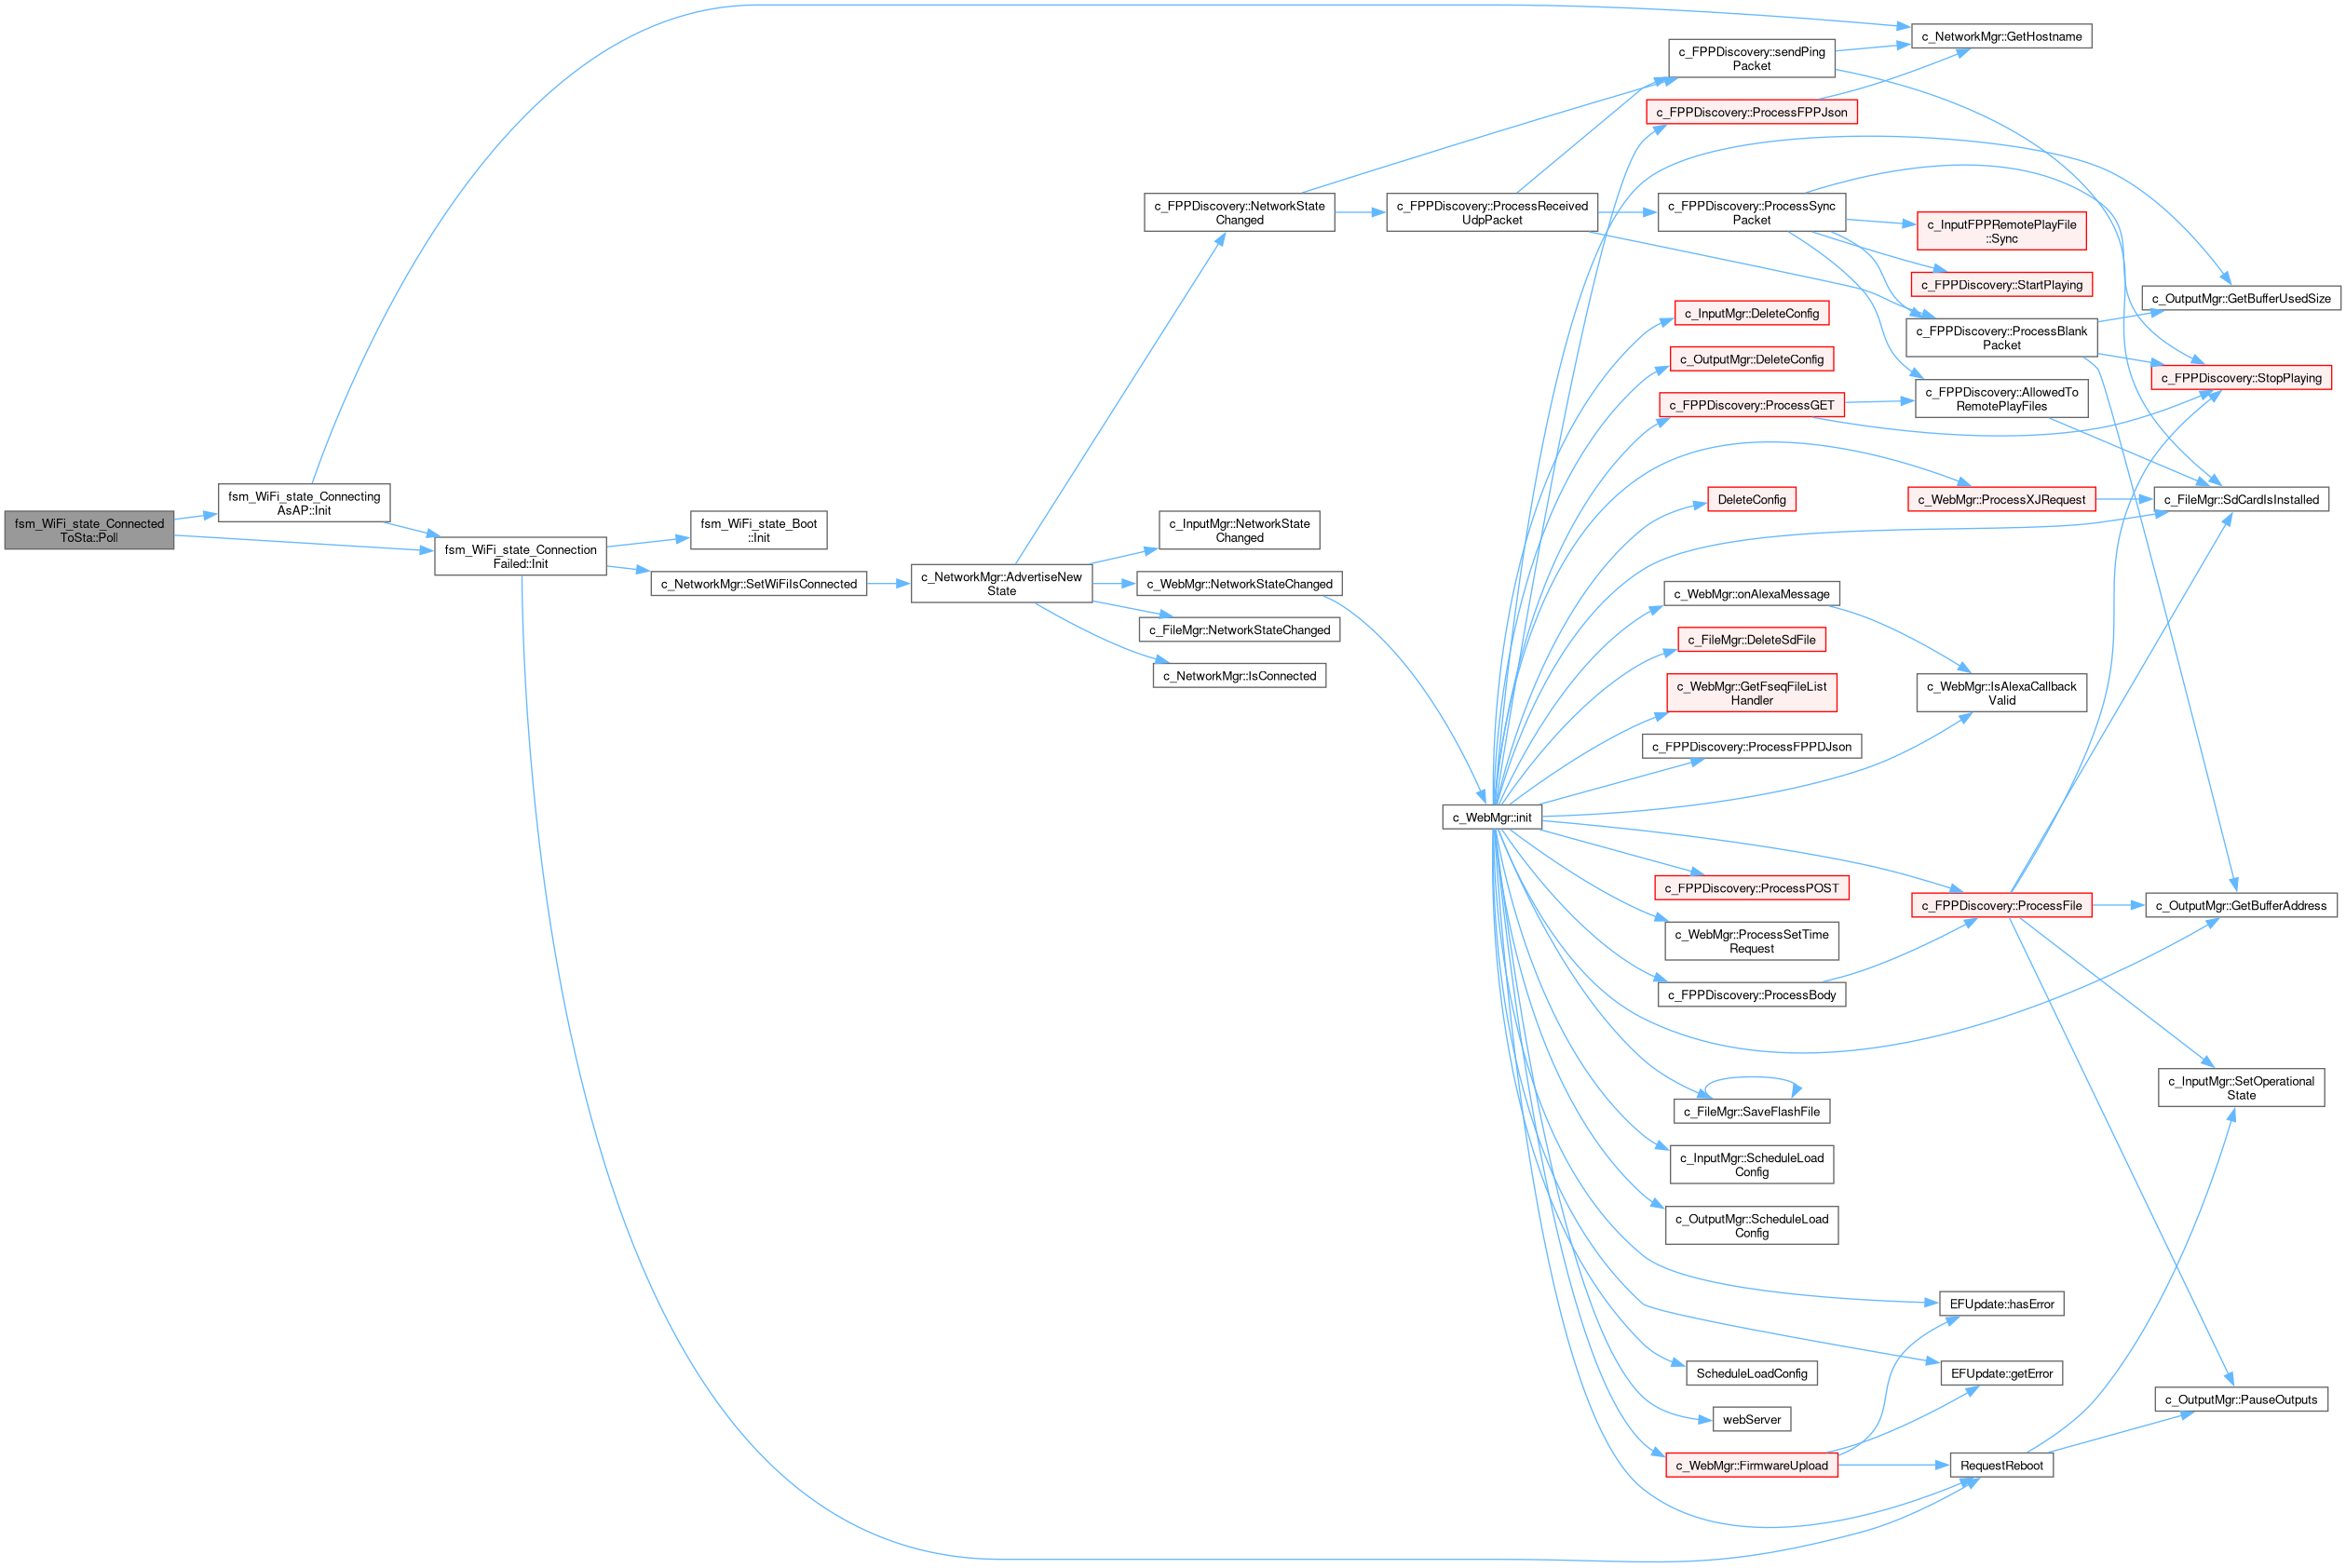 fsm_WiFi_state_Connected
ToSta::Poll
fsm_WiFi_state_Connecting
AsAP::Init
fsm_WiFi_state_Connection
Failed::Init
fsm_WiFi_state_Boot
::Init
c_NetworkMgr::SetWiFiIsConnected
c_NetworkMgr::AdvertiseNew
State
c_FPPDiscovery::NetworkState
Changed
c_InputMgr::NetworkState
Changed
c_WebMgr::NetworkStateChanged
c_FileMgr::NetworkStateChanged
c_NetworkMgr::IsConnected
c_FPPDiscovery::ProcessReceived
UdpPacket
c_WebMgr::init
c_FPPDiscovery::sendPing
Packet
c_FPPDiscovery::ProcessFPPJson
c_FPPDiscovery::ProcessSync
Packet
c_InputMgr::DeleteConfig
c_OutputMgr::DeleteConfig
c_FPPDiscovery::ProcessGET
DeleteConfig
c_WebMgr::onAlexaMessage
c_FileMgr::DeleteSdFile
c_WebMgr::GetFseqFileList
Handler
c_FPPDiscovery::ProcessFPPDJson
c_FPPDiscovery::ProcessPOST
c_WebMgr::ProcessSetTime
Request
c_FPPDiscovery::ProcessBody
c_FileMgr::SaveFlashFile
c_InputMgr::ScheduleLoad
Config
c_OutputMgr::ScheduleLoad
Config
ScheduleLoadConfig
webServer
c_WebMgr::FirmwareUpload
c_NetworkMgr::GetHostname
c_InputFPPRemotePlayFile
::Sync
c_FPPDiscovery::StartPlaying
c_FPPDiscovery::ProcessBlank
Packet
c_FPPDiscovery::AllowedTo
RemotePlayFiles
c_WebMgr::ProcessXJRequest
c_WebMgr::IsAlexaCallback
Valid
c_FPPDiscovery::ProcessFile
EFUpdate::hasError
EFUpdate::getError
RequestReboot
c_OutputMgr::GetBufferUsedSize
c_FPPDiscovery::StopPlaying
c_FileMgr::SdCardIsInstalled
c_OutputMgr::GetBufferAddress
c_InputMgr::SetOperational
State
c_OutputMgr::PauseOutputs